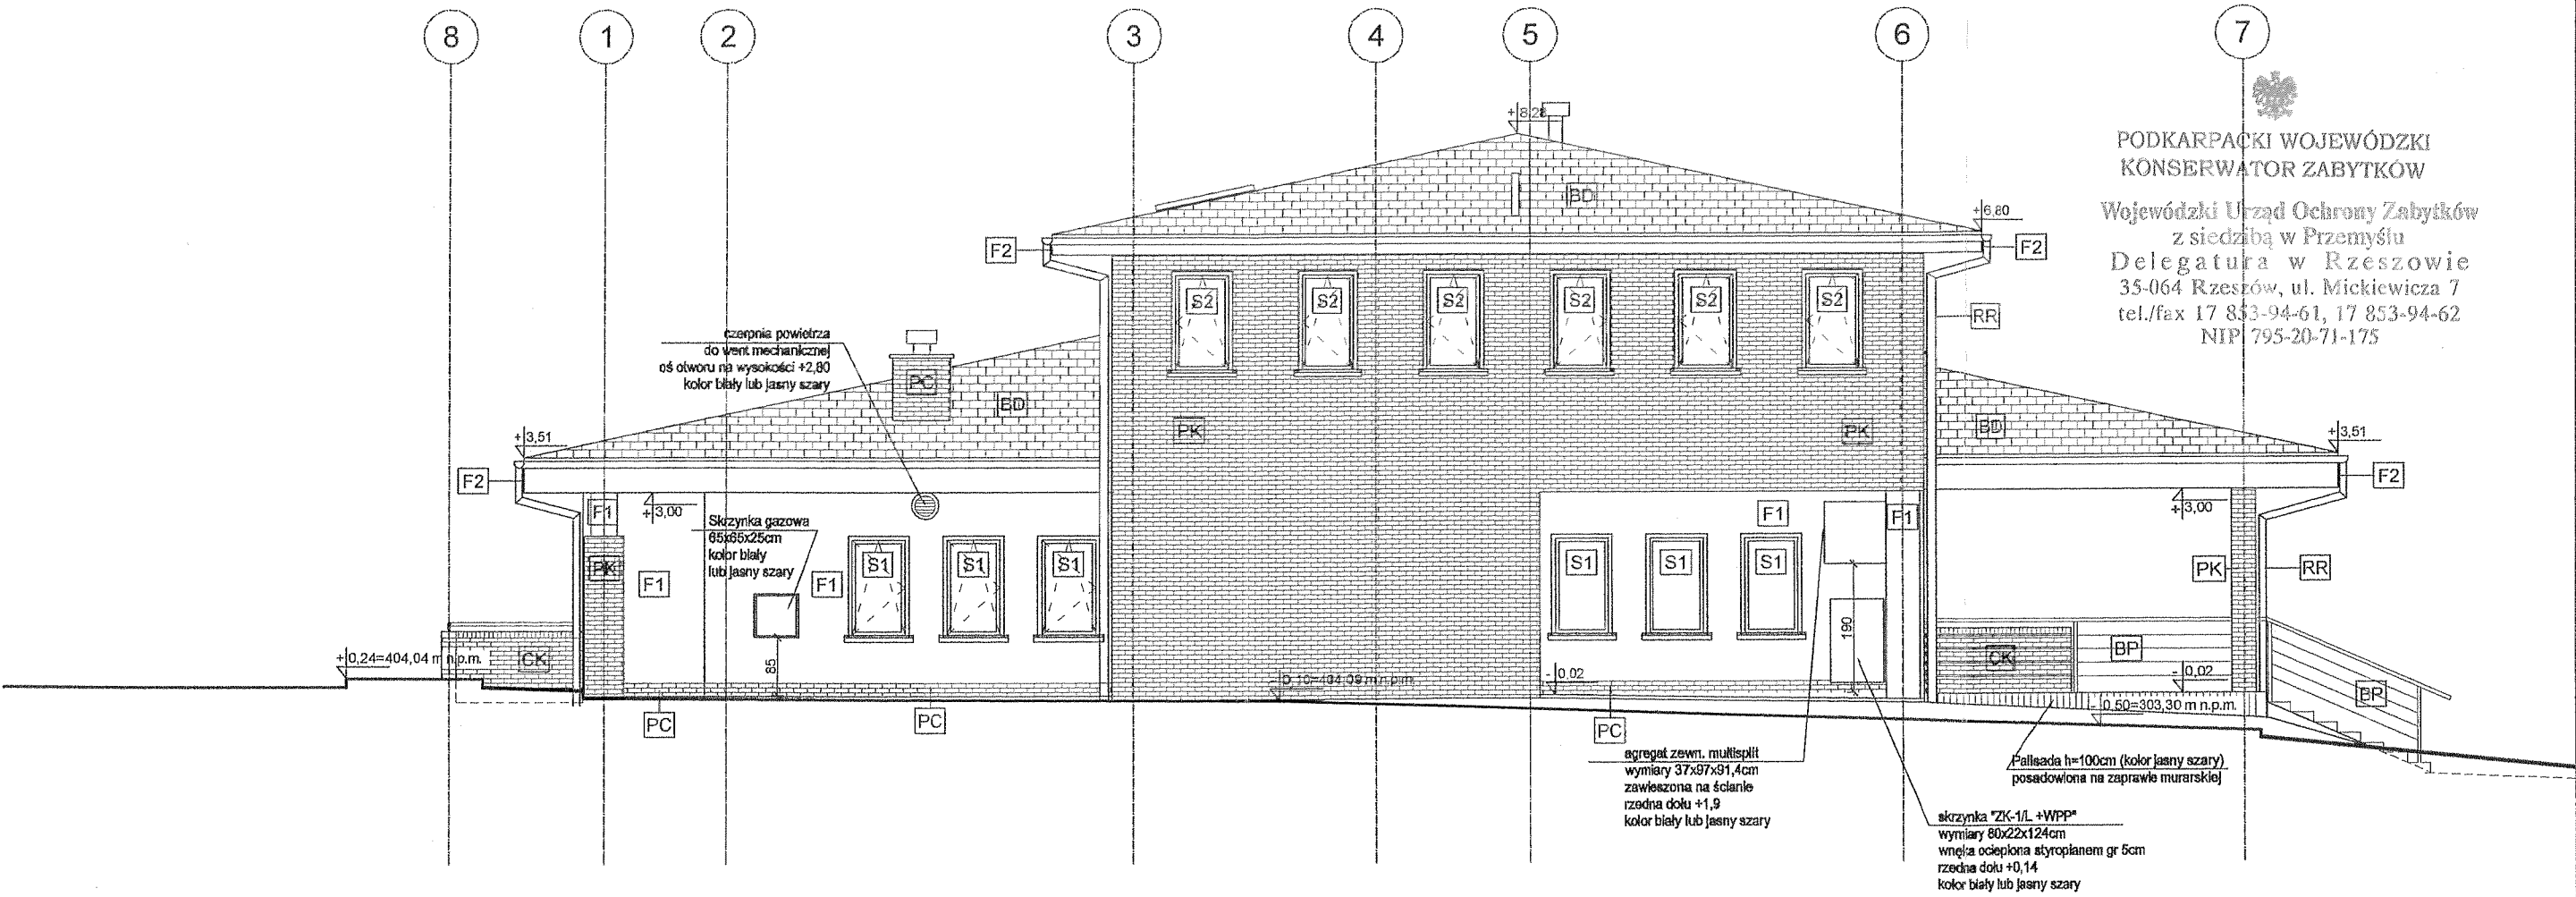 8
1
2
3
4
5
6
7
PODKARPACKI WOJEWÓDZKI
KONSERWATOR ZABYTKÓW
Wojewódzki Urząd Ochrony Zabytków
z siedzibą w Przemyślu
Delegatura w Rzeszowie
35-064 Rzeszów, ul. Mickiewicza 7
tel./fax 17 853-94-61, 17 853-94-62
NIP 795-20-71-175
+8,28
BD
+6,80
F2
F2
S2
S2
S2
S2
S2
S2
RR
czerpnia powietrza
do went mechanicznej
oś otworu na wysokości +2,80
kolor biały lub jasny szary
PC
BD
PK
PK
BD
+3,51
+3,51
F2
F2
F1
+3,00
Skrzynka gazowa
65x65x25cm
kolor biały
lub jasny szary
F1
F1
+3,00
PK
F1
F1
S1
S1
S1
S1
S1
S1
PK
RR
190
85
+0,24=404,04 m n.p.m.
CK
CK
BP
-0,02
-0,02
-0,10=404,09 m n.p.m.
BP
-0,50=303,30 m n.p.m.
PC
PC
PC
agregat zewn. multisplit
wymiary 37x97x91,4cm
zawieszona na ścianie
rzedna dołu +1,9
kolor biały lub jasny szary
Palisada h=100cm (kolor jasny szary)
posadowiona na zaprawie murarskiej
skrzynka "ZK-1/L +WPP"
wymiary 80x22x124cm
wnęka ocieplona styropianem gr 5cm
rzedna dołu +0,14
kolor biały lub jasny szary